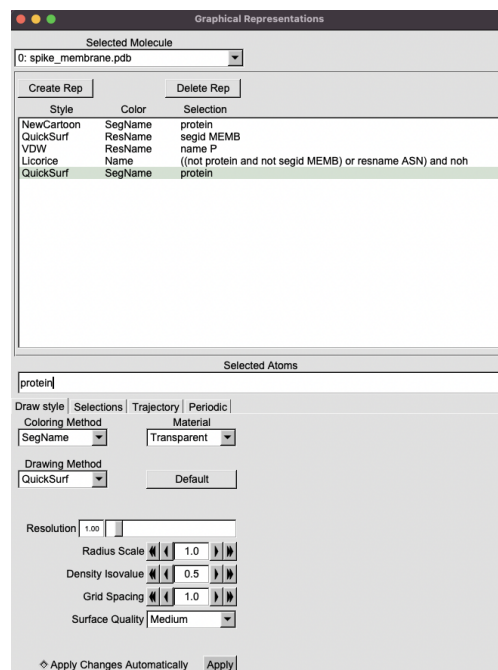 Graphical Representations
Selected Molecule
0: spike_membrane.pdb
Create Rep Delete Rep
Style Color Selection
NewCartoon SegName protein
QuickSurf ResName segid MEMB
VDW ResName name P
Licorice Name ((not protein and not segid MEMB) or resname ASN) and noh
QuickSurf SegName protein
Selected Atoms
protein
Draw style Selections Trajectory Periodic
Coloring Method Material
SegName Transparent
Drawing Method
QuickSurf Default
Resolution 1.00
Radius Scale 1.0
Density Isovalue 0.5
Grid Spacing 1.0
Surface Quality Medium
Apply Changes Automatically Apply